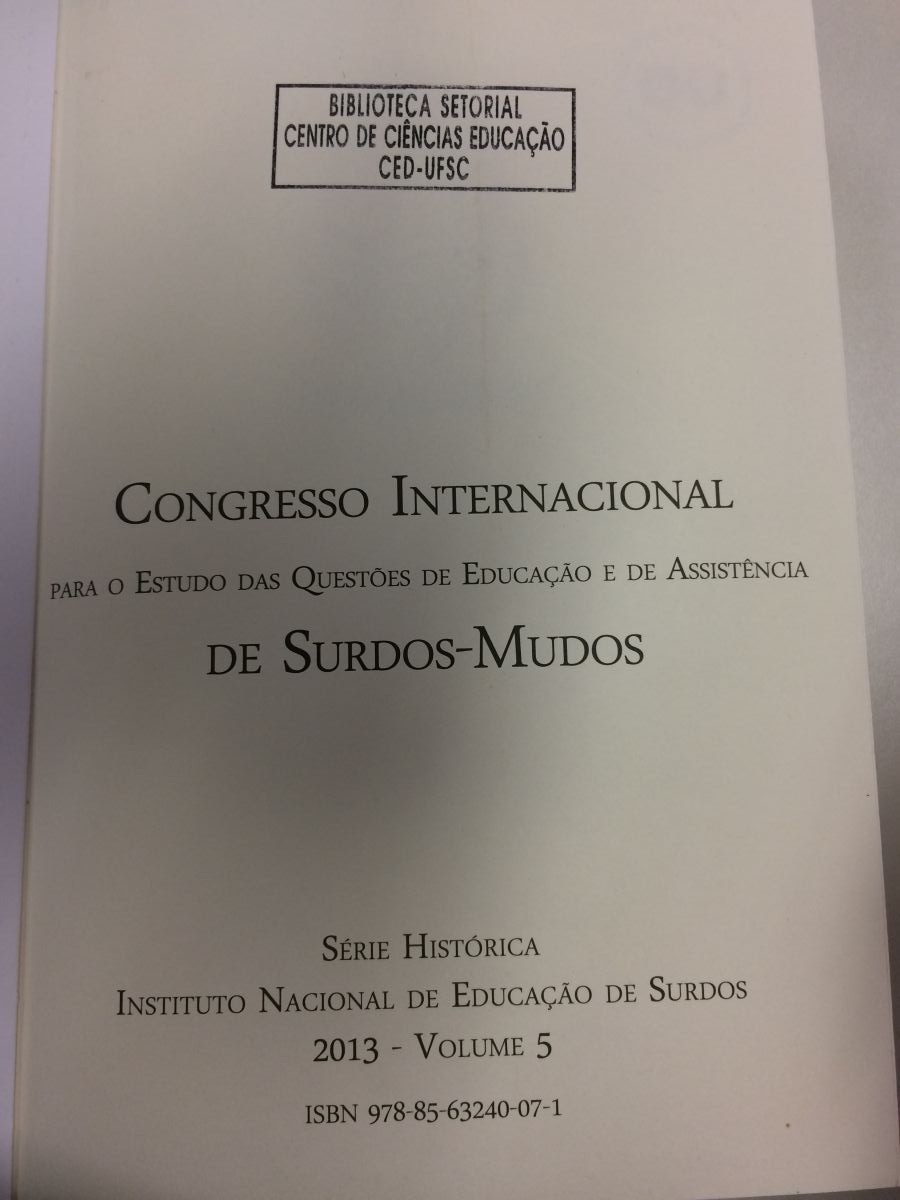 BIBLIOTECA SETORIAL
CENTRO DE CIÊNCIAS EDUCAÇÃO
CED-UFSC
CONGRESSO INTERNACIONAL
PARA O ESTUDO DAS QUESTÕES DE EDUCAÇÃO E DE ASSISTÊNCIA
DE SURDOS-MUDOS
SÉRIE HISTÓRICA
INSTITUTO NACIONAL DE EDUCAÇÃO DE SURDOS
2013 - VOLUME 5
ISBN 978-85-63240-07-1